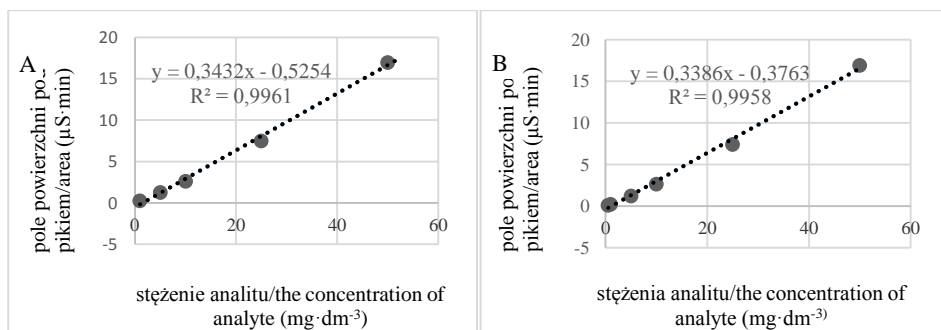 A
20
15
10
5
0
-5
0
20
40
60
y = 0,3432x - 0,5254
R² = 0,9961
pole powierzchni pod
pikiem/area (µS·min)
stężenie analitu/the concentration of
analyte (mg·dm⁻³)
B
20
15
10
5
0
-5
0
20
40
60
y = 0,3386x - 0,3763
R² = 0,9958
pole powierzchni po
pikiem/area (µS·min)
stężenia analitu/the concentration of
analyte (mg·dm⁻³)